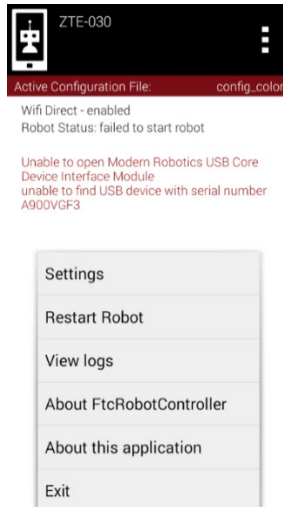 ZTE-030
Active Configuration File: config_color
Wifi Direct - enabled
Robot Status: failed to start robot
Unable to open Modern Robotics USB Core
Device Interface Module
unable to find USB device with serial number
A900VGF3
Settings
Restart Robot
View logs
About FtcRobotController
About this application
Exit